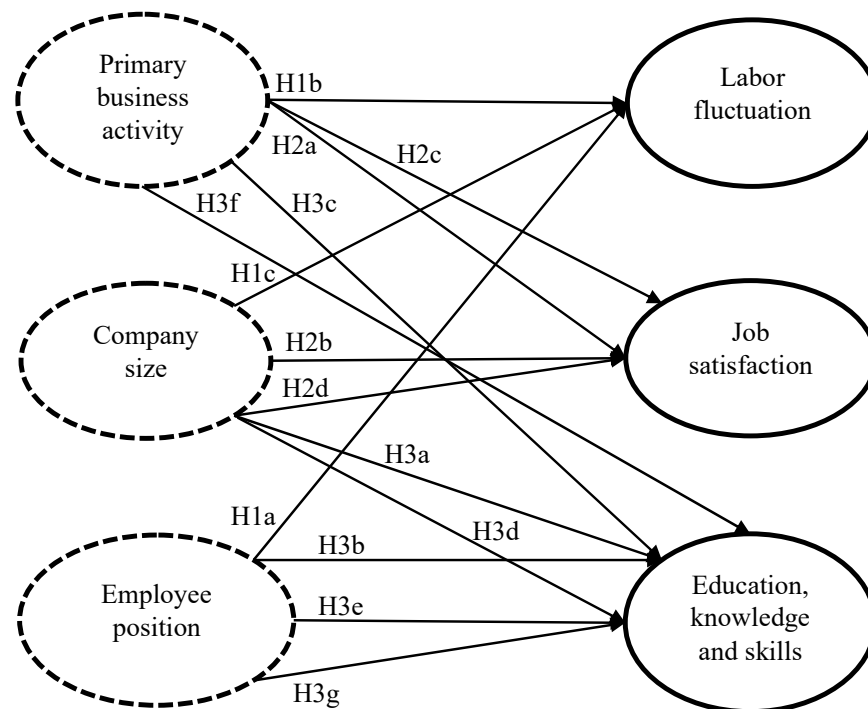 Primary
business
activity
H1b
Labor
fluctuation
H2a
H2c
H3f
H3c
H1c
Company
size
H2b
Job
satisfaction
H2d
H3a
H1a
H3d
H3b
Employee
position
H3e
Education,
knowledge
and skills
H3g